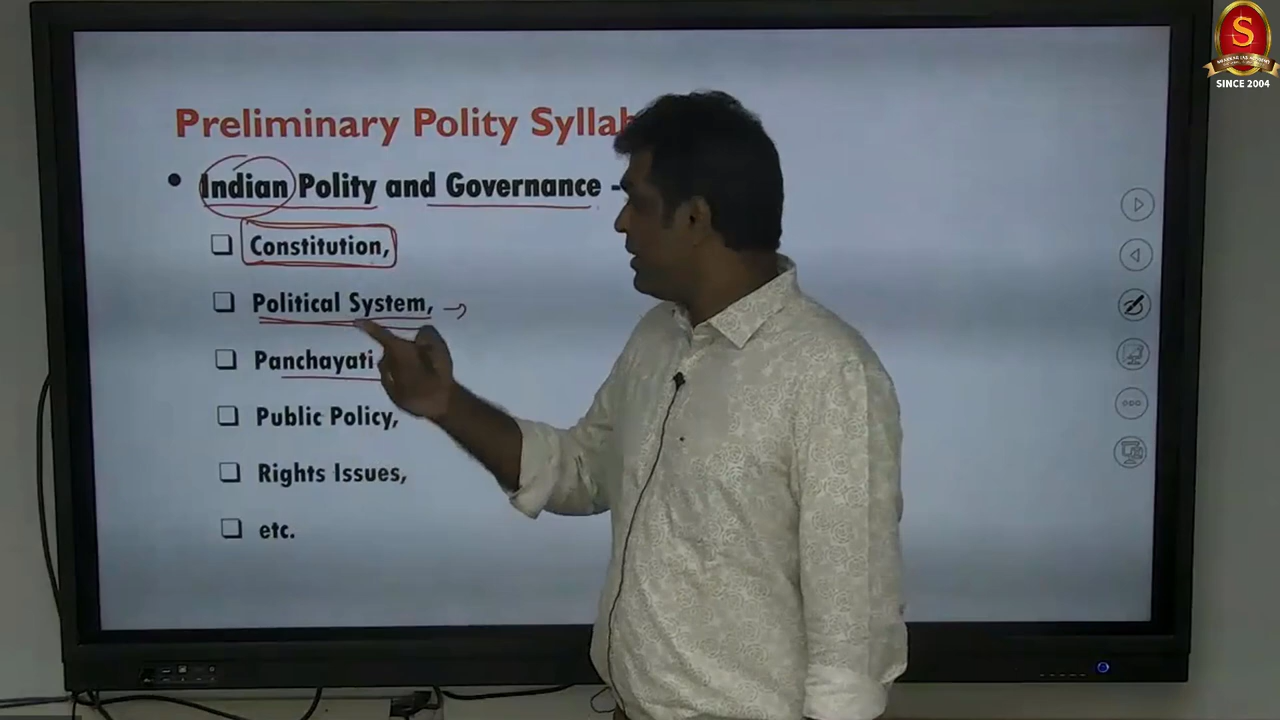 Preliminary Polity Syllab
Indian Polity and Governance -
Constitution,
Political System,
Panchayati
Public Policy,
Rights Issues,
etc.
S
SINCE 2004